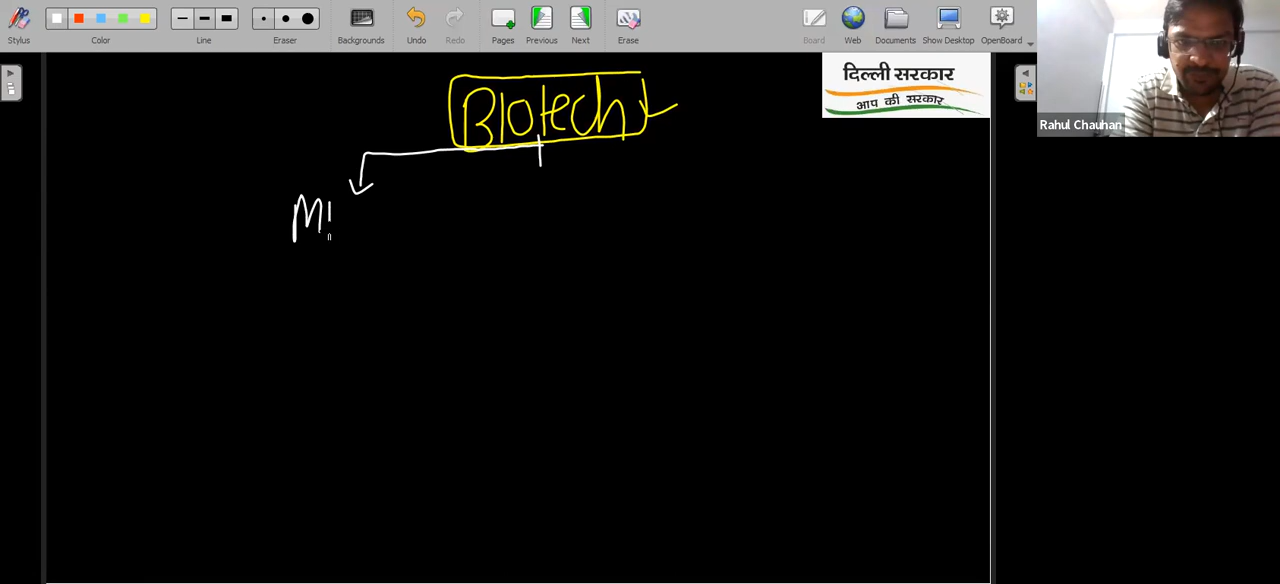 Stylus
Color
Line
Eraser
Backgrounds
Undo
Redo
Pages
Previous
Next
Erase
Board
Web
Documents
Show Desktop
OpenBoard
दिल्ली सरकार
आप की सरकार
Rahul Chauhan
Biotech